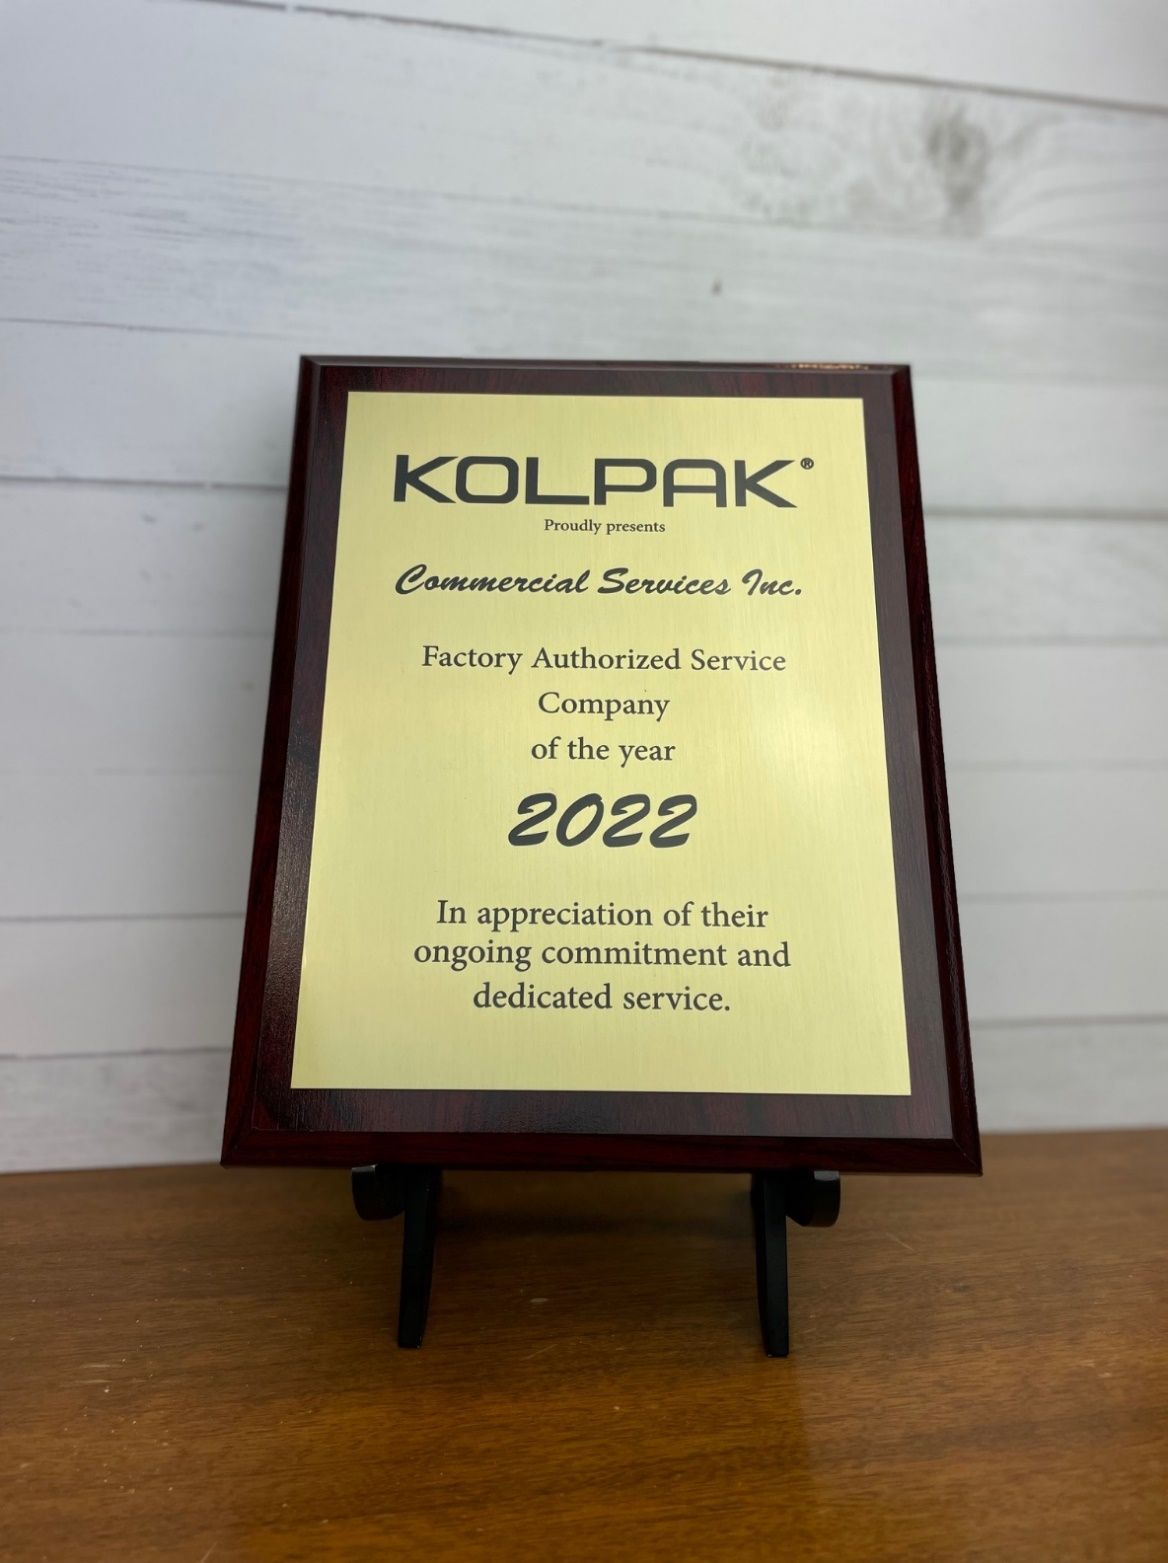 KOLPAK®
Proudly presents
Commercial Services Inc.
Factory Authorized Service
Company
of the year
2022
In appreciation of their
ongoing commitment and
dedicated service.